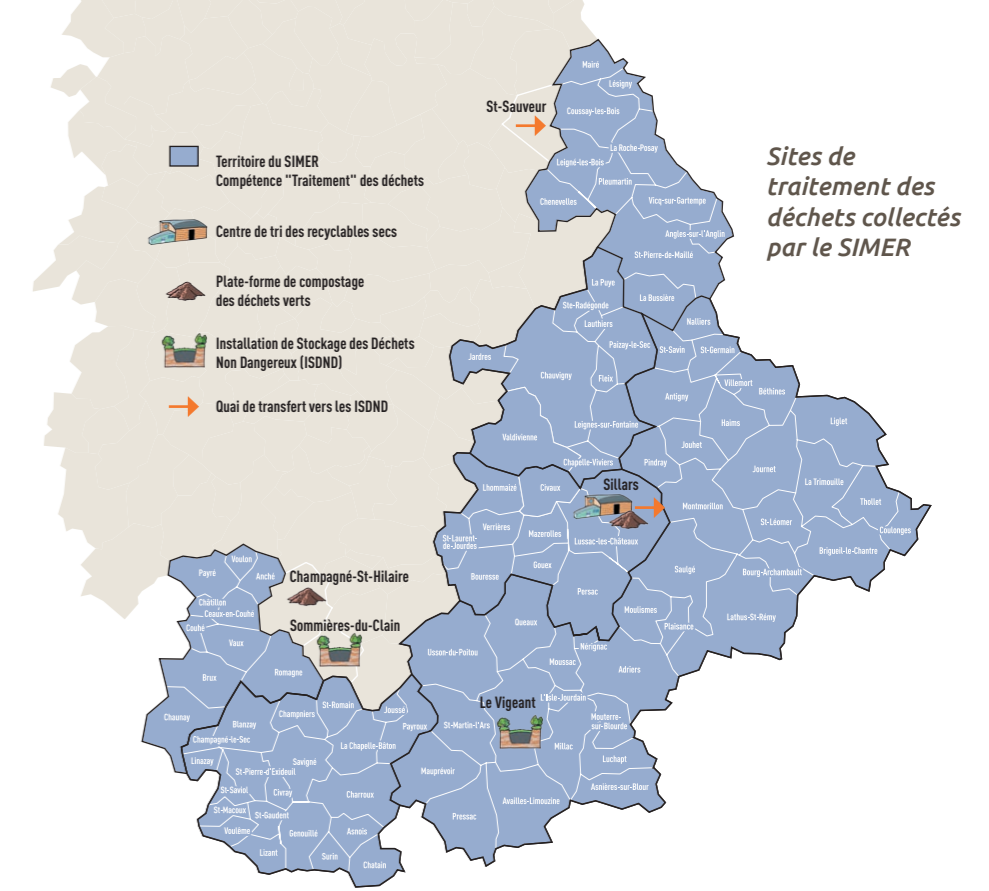 Sites de
traitement des
déchets collectés
par le SIMER
Territoire du SIMER
Compétence "Traitement" des déchets
Centre de tri des recyclables secs
Plate-forme de compostage
des déchets verts
Installation de Stockage des Déchets
Non Dangereux (ISDND)
Quai de transfert vers les ISDND
Mairé
Lésigny
St-Sauveur
Coussay-les-Bois
La Roche-Posay
Leigné-les-Bois
Pleumartin
Chenevelles
Vicq-sur-Gartempe
Angles-sur-l'Anglin
St-Pierre-de-Maillé
La Puye
La Bussière
Ste-Radégonde
Lauthiers
Nalliers
Paizay-le-Sec
St-Savin
St-Germain
Jardres
Chauvigny
Fleix
Villemort
Béthines
Antigny
Haims
Liglet
Leignes-sur-Fontaine
Valdivienne
Jouhet
Chapelle-Viviers
Pindray
Journet
La Trimouille
Sillars
Lhommaizé
Civaux
Thollet
Montmorillon
Verrières
Mazerolles
St-Léomer
Coulonges
St-Laurent-
de-Jourdes
Lussac-les-Châteaux
Brigueil-le-Chantre
Gouex
Saulgé
Bourg-Archambault
Bouresse
Persac
Voulon
Payré
Anché
Champagné-St-Hilaire
Châtillon
Ceaux-en-Couhé
Moulismes
Lathus-St-Rémy
Plaisance
Couhé
Sommières-du-Clain
Queaux
Vaux
Nérignac
Usson-du-Poitou
Moussac
Romagne
Adriers
Brux
L'Isle-Jourdain
Le Vigeant
St-Romain
Joussé
Chaunay
Champniers
Blanzay
Payroux
St-Martin-l'Ars
Mouterre-
sur-Blourde
Champagné-le-Sec
La Chapelle-Bâton
Millac
Linazay
Savigné
Luchapt
St-Pierre-d'Exideuil
Mauprévoir
Asnières-sur-Blour
St-Saviol
Civray
Charroux
Availles-Limouzine
St-Macoux
St-Gaudent
Pressac
Voulême
Genouillé
Asnois
Lizant
Surin
Chatain